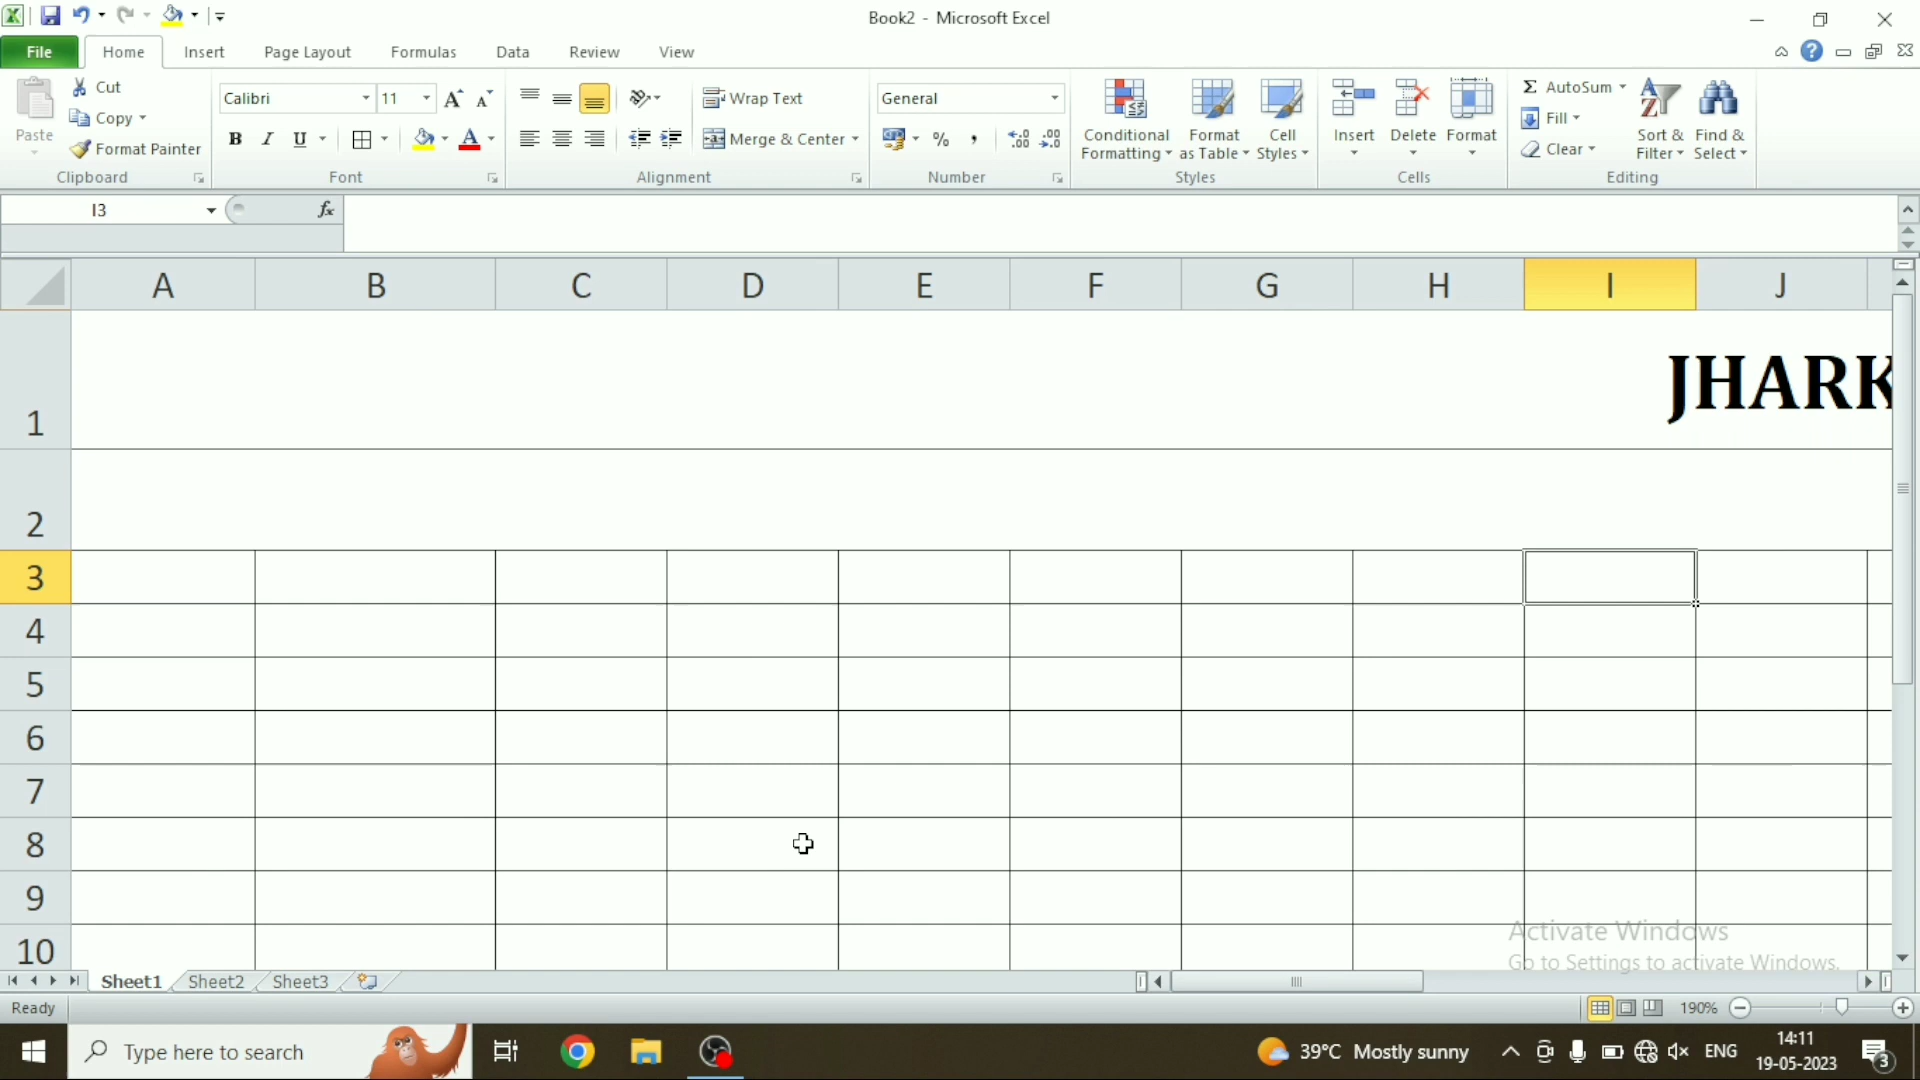 Book2 - Microsoft Excel
File Home Insert Page Layout Formulas Data Review View
Paste
Cut
Copy
Format Painter
Clipboard
Calibri 11
B I U A
Font
Wrap Text
Merge & Center
Alignment
General
% ,
Number
Conditional Formatting
Format as Table
Cell Styles
Styles
Insert Delete Format
Cells
Σ AutoSum
Fill
Clear
Sort & Filter
Find & Select
Editing
I3 fx
A B C D E F G H I J
1 JHARK
2
3
4
5
6
7
8
9
10
Activate Windows
Go to Settings to activate Windows.
Sheet1 Sheet2 Sheet3
Ready 190%
Type here to search
39°C Mostly sunny
ENG
14:11
19-05-2023
3